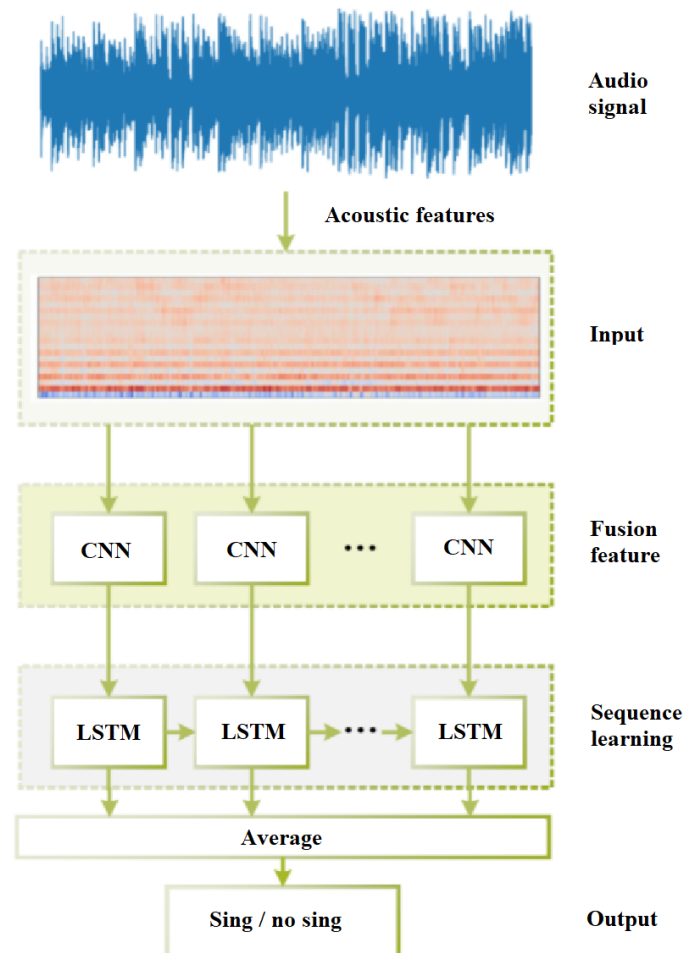 Audio
signal
Acoustic features
Input
CNN
CNN
...
CNN
Fusion
feature
LSTM
LSTM
...
LSTM
Sequence
learning
Average
Sing / no sing
Output